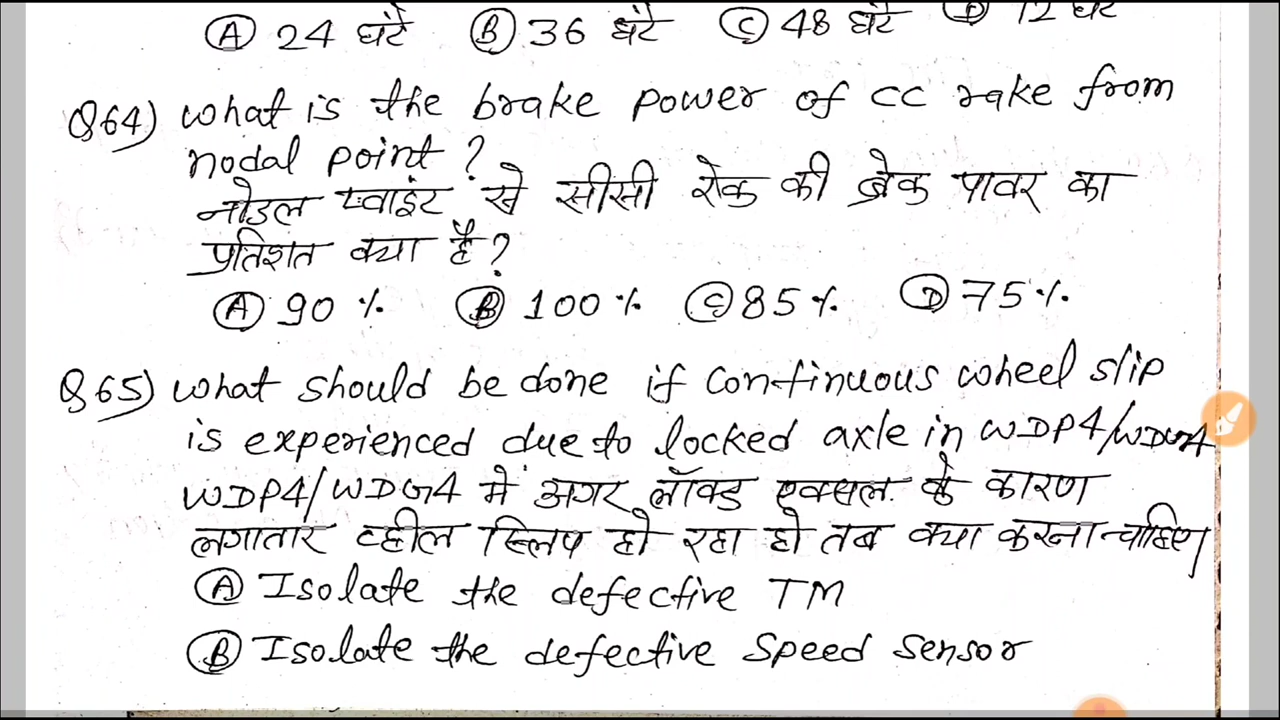 Ⓐ 24 घंटे Ⓑ 36 घंटे Ⓒ 48 घंटे Ⓓ 72 घंटे
Q64) What is the brake power of CC rake from
nodal point?
नोडल प्वाइंट से सीसी रेक की ब्रेक पावर का
प्रतिशत क्या है?
Ⓐ 90 % Ⓑ 100 % Ⓒ 85 % Ⓓ 75 %
Q65) What should be done if continuous wheel slip
is experienced due to locked axle in WDP4/WDG4
WDP4/WDG4 में अगर लॉक्ड एक्सल के कारण
लगातार व्हील स्लिप हो रहा हो तब क्या करना चाहिए।
Ⓐ Isolate the defective TM
Ⓑ Isolate the defective Speed Sensor